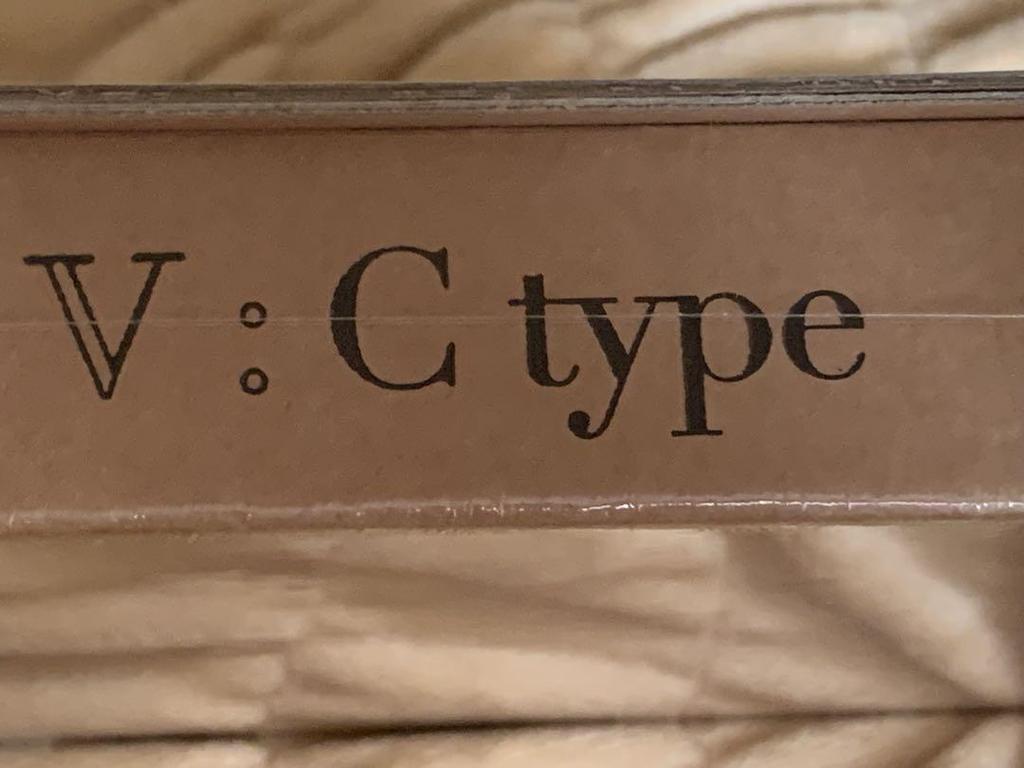 𝕍 : C type